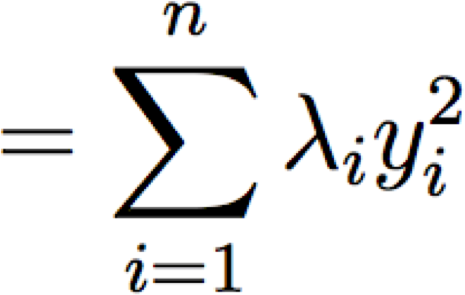 = \sum_{i=1}^{n} \lambda_i y_i^2